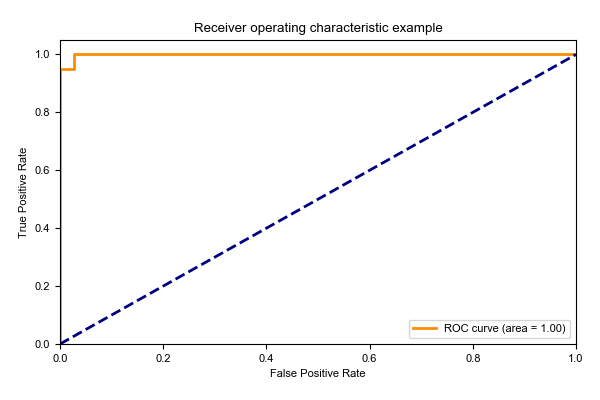 Receiver operating characteristic example
1.0
0.8
0.6
0.4
0.2
0.0
True Positive Rate
ROC curve (area = 1.00)
0.0 0.2 0.4 0.6 0.8 1.0
False Positive Rate